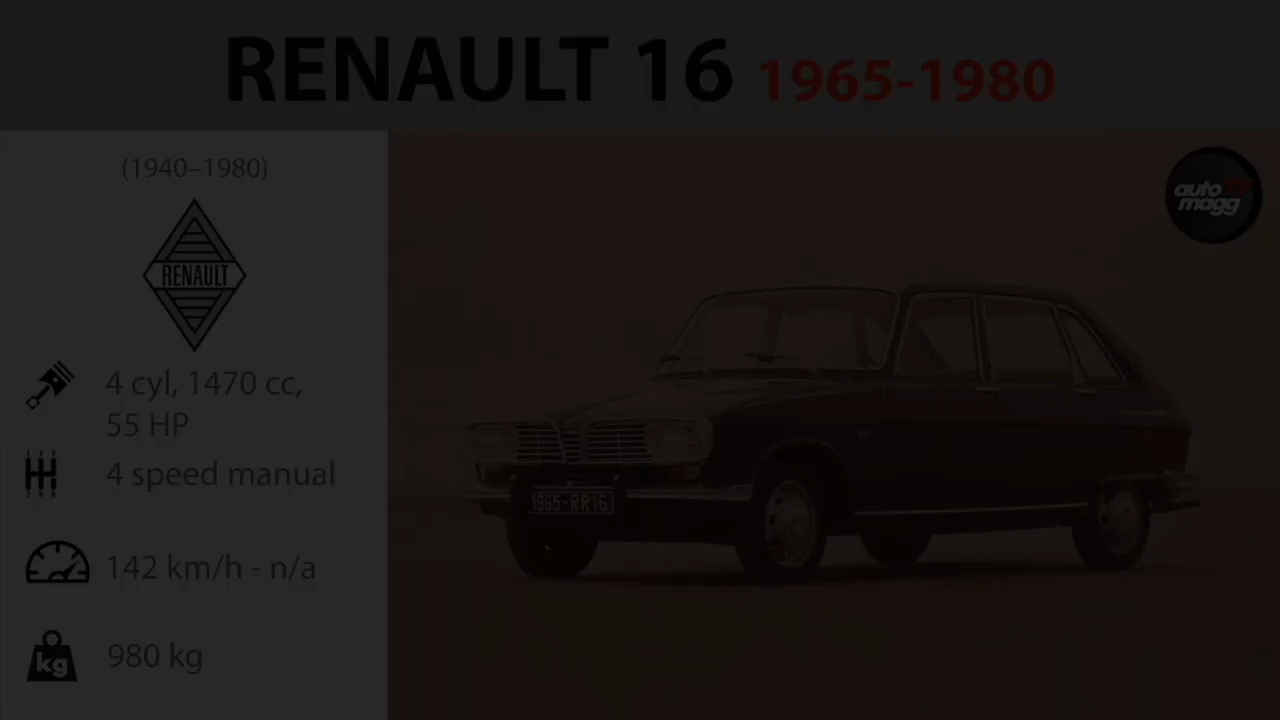 RENAULT 16 1965-1980
(1940–1980)
RENAULT
4 cyl, 1470 cc,
55 HP
4 speed manual
142 km/h - n/a
kg
980 kg
auto
magg
1965-RR16